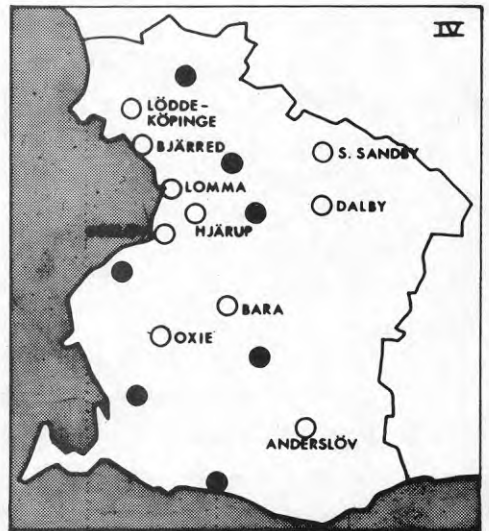 IV
LÖDDE-
KÖPINGE
BJÄRRED
S. SANDBY
LOMMA
DALBY
HJÄRUP
BARA
OXIE
ANDERSLÖV